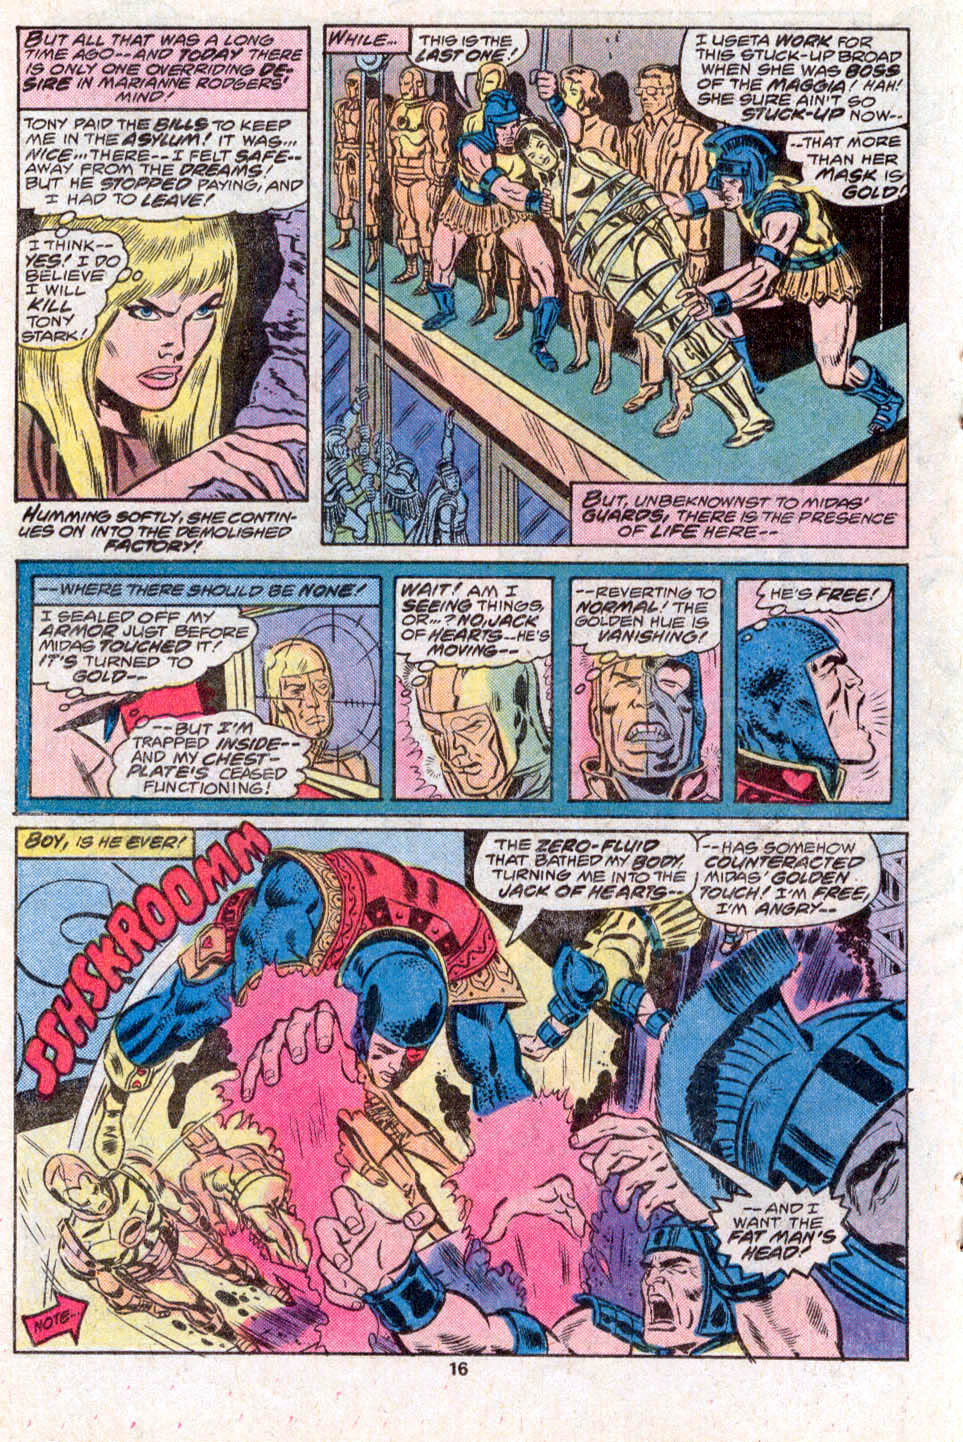 BUT ALL THAT WAS A LONG
TIME AGO--AND TODAY THERE
IS ONLY ONE OVERRIDING DE-
SIRE IN MARIANNE RODGERS'
MIND!
TONY PAID THE BILLS TO KEEP
ME IN THE ASYLUM! IT WAS...
NICE...THERE--I FELT SAFE--
AWAY FROM THE DREAMS!
BUT HE STOPPED PAYING, AND
I HAD TO LEAVE!
I THINK--
YES! I DO
BELIEVE
I WILL
KILL
TONY
STARK!
HUMMING SOFTLY, SHE CONTIN-
UES ON INTO THE DEMOLISHED
FACTORY!
WHILE...
THIS IS THE
LAST ONE!
I USETA WORK FOR
THIS STUCK-UP BROAD
WHEN SHE WAS BOSS
OF THE MAGGIA! HAH!
SHE SURE AIN'T SO
STUCK-UP NOW--
--THAT MORE
THAN HER
MASK IS
GOLD!
BUT, UNBEKNOWNST TO MIDAS'
GUARDS, THERE IS THE PRESENCE
OF LIFE HERE--
--WHERE THERE SHOULD BE NONE!
I SEALED OFF MY
ARMOR JUST BEFORE
MIDAS TOUCHED IT!
IT'S TURNED TO
GOLD--
--BUT I'M
TRAPPED INSIDE--
AND MY CHEST-
PLATE'S CEASED
FUNCTIONING!
WAIT! AM I
SEEING THINGS,
OR...? NO, JACK
OF HEARTS--HE'S
MOVING--
--REVERTING TO
NORMAL! THE
GOLDEN HUE IS
VANISHING!
HE'S FREE!
BOY, IS HE EVER!
SSHSKROOMM
THE ZERO-FLUID
THAT BATHED MY BODY,
TURNING ME INTO THE
JACK OF HEARTS--
--HAS SOMEHOW
COUNTERACTED
MIDAS' GOLDEN
TOUCH! I'M FREE,
I'M ANGRY--
--AND I
WANT THE
FAT MAN'S
HEAD!
NOTE...
16